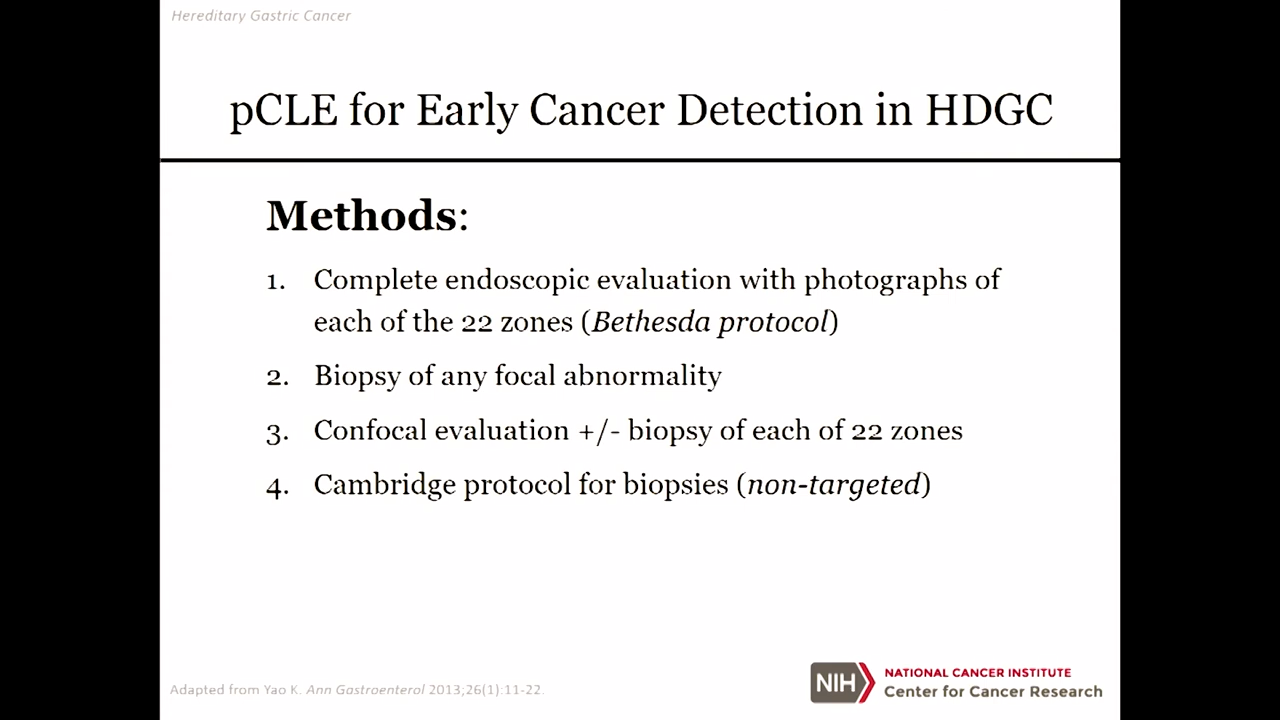 Hereditary Gastric Cancer
pCLE for Early Cancer Detection in HDGC
Methods:
1. Complete endoscopic evaluation with photographs of
each of the 22 zones (Bethesda protocol)
2. Biopsy of any focal abnormality
3. Confocal evaluation +/- biopsy of each of 22 zones
4. Cambridge protocol for biopsies (non-targeted)
Adapted from Yao K. Ann Gastroenterol 2013;26(1):11-22.
NIH
NATIONAL CANCER INSTITUTE
Center for Cancer Research